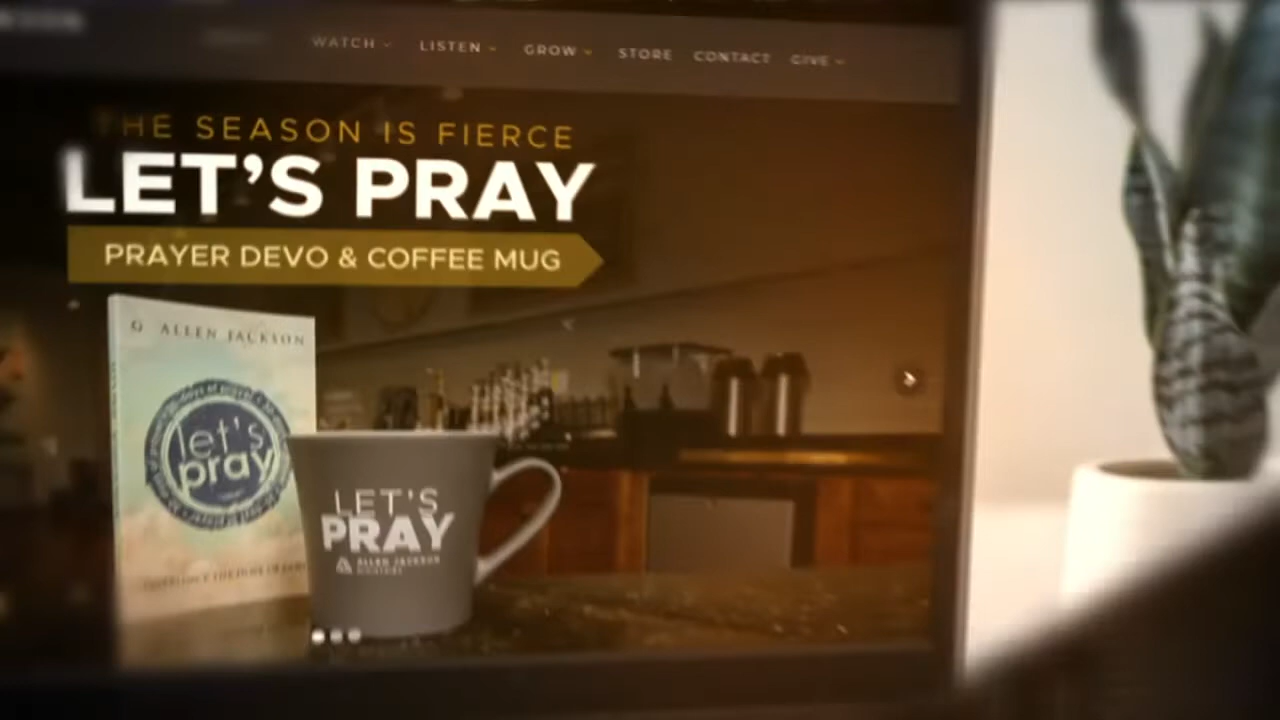 WATCH LISTEN GROW STORE CONTACT GIVE
THE SEASON IS FIERCE
LET'S PRAY
PRAYER DEVO & COFFEE MUG
G ALLEN JACKSON
let's
pray
LET'S
PRAY
ALLEN JACKSON
MINISTRIES